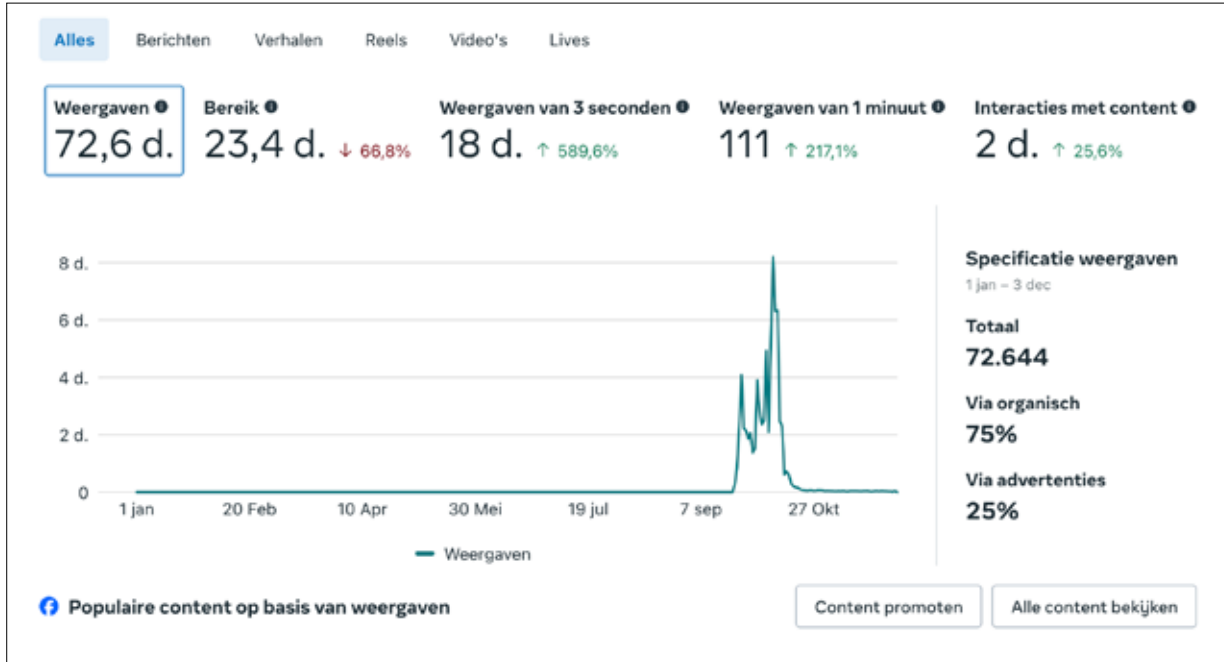 Alles Berichten Verhalen Reels Video's Lives
Weergaven Bereik Weergaven van 3 seconden Weergaven van 1 minuut Interacties met content
72,6 d. 23,4 d. ↓ 66,8% 18 d. ↑ 589,6% 111 ↑ 217,1% 2 d. ↑ 25,6%
8 d.
6 d.
4 d.
2 d.
0
1 jan 20 Feb 10 Apr 30 Mei 19 jul 7 sep 27 Okt
Weergaven
Specificatie weergaven
1 jan – 3 dec
Totaal
72.644
Via organisch
75%
Via advertenties
25%
Populaire content op basis van weergaven
Content promoten Alle content bekijken